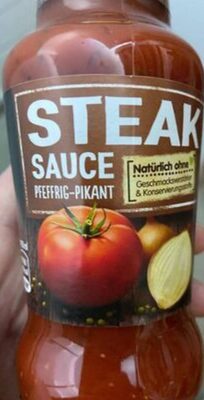 STEAK
SAUCE
PFEFFRIG-PIKANT
Natürlich ohne
Geschmacksverstärker
& Konservierungsstoffe